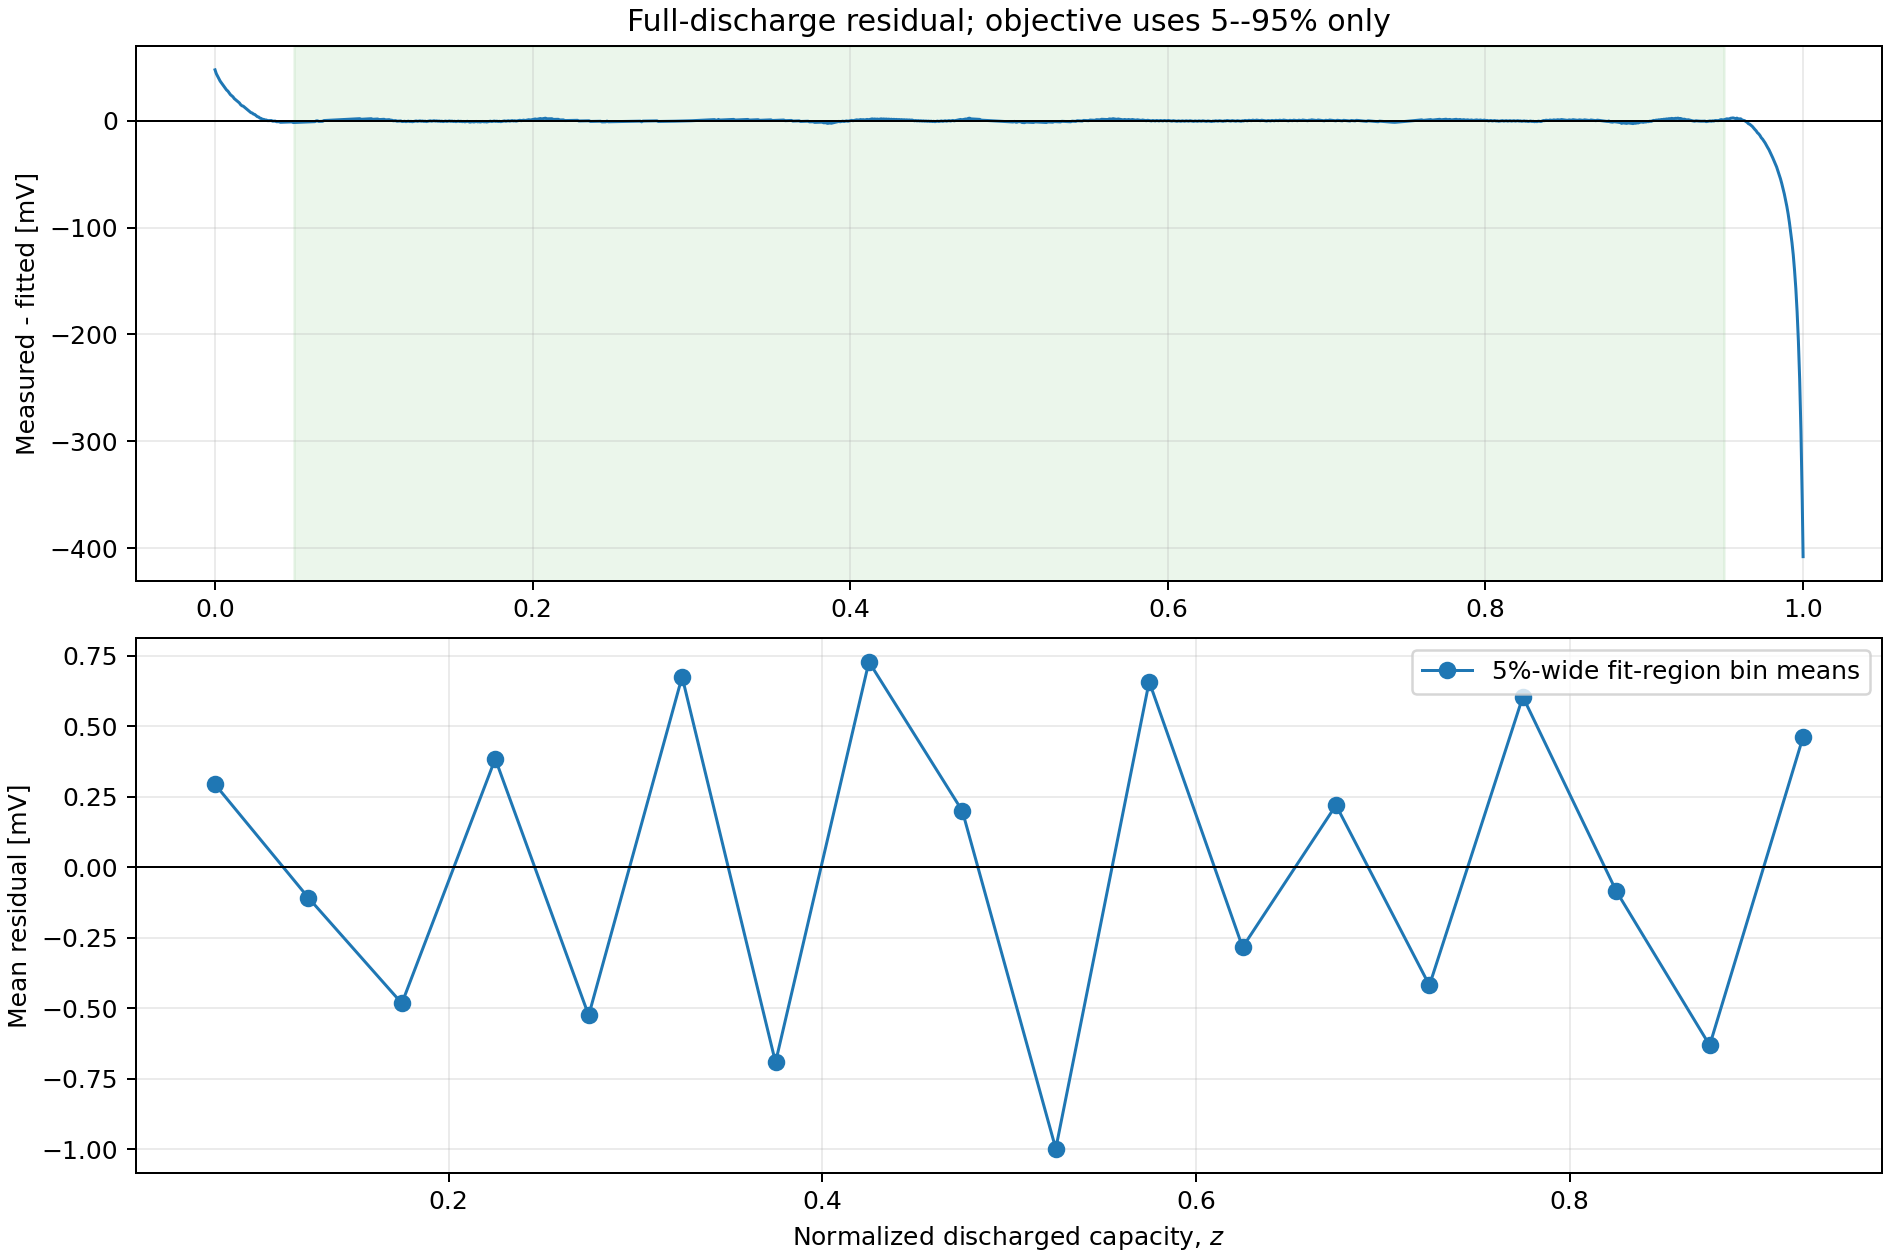 Full-discharge residual; objective uses 5--95% only
Measured - fitted [mV]
0
−100
−200
−300
−400
0.0 0.2 0.4 0.6 0.8 1.0
5%-wide fit-region bin means
Mean residual [mV]
0.75
0.50
0.25
0.00
−0.25
−0.50
−0.75
−1.00
0.2 0.4 0.6 0.8
Normalized discharged capacity, z